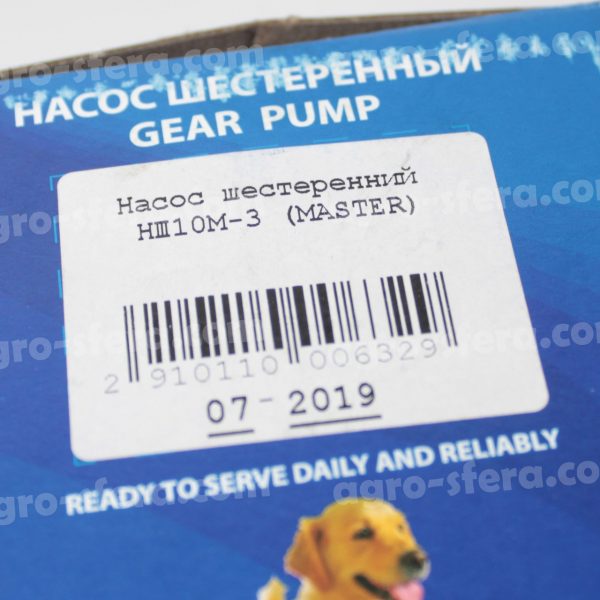 НАСОС ШЕСТЕРЕННЫЙ
GEAR PUMP
Насос шестеренний
НШ10М-3 (MASTER)
2 910110 006329
07 - 2019
READY TO SERVE DAILY AND RELIABLY
agro-sfera.com